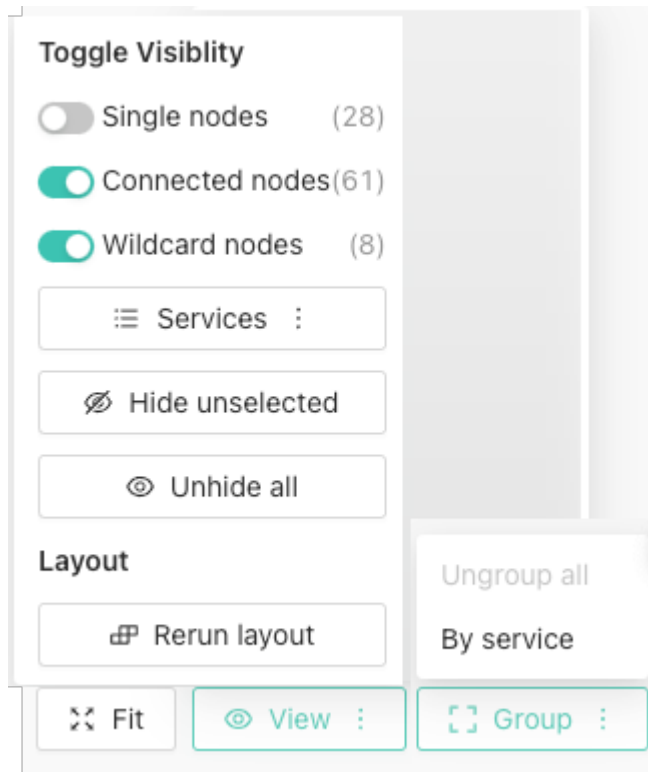 Toggle Visiblity
Single nodes (28)
Connected nodes(61)
Wildcard nodes (8)
Services
Hide unselected
Unhide all
Layout
Rerun layout
Ungroup all
By service
Fit View Group